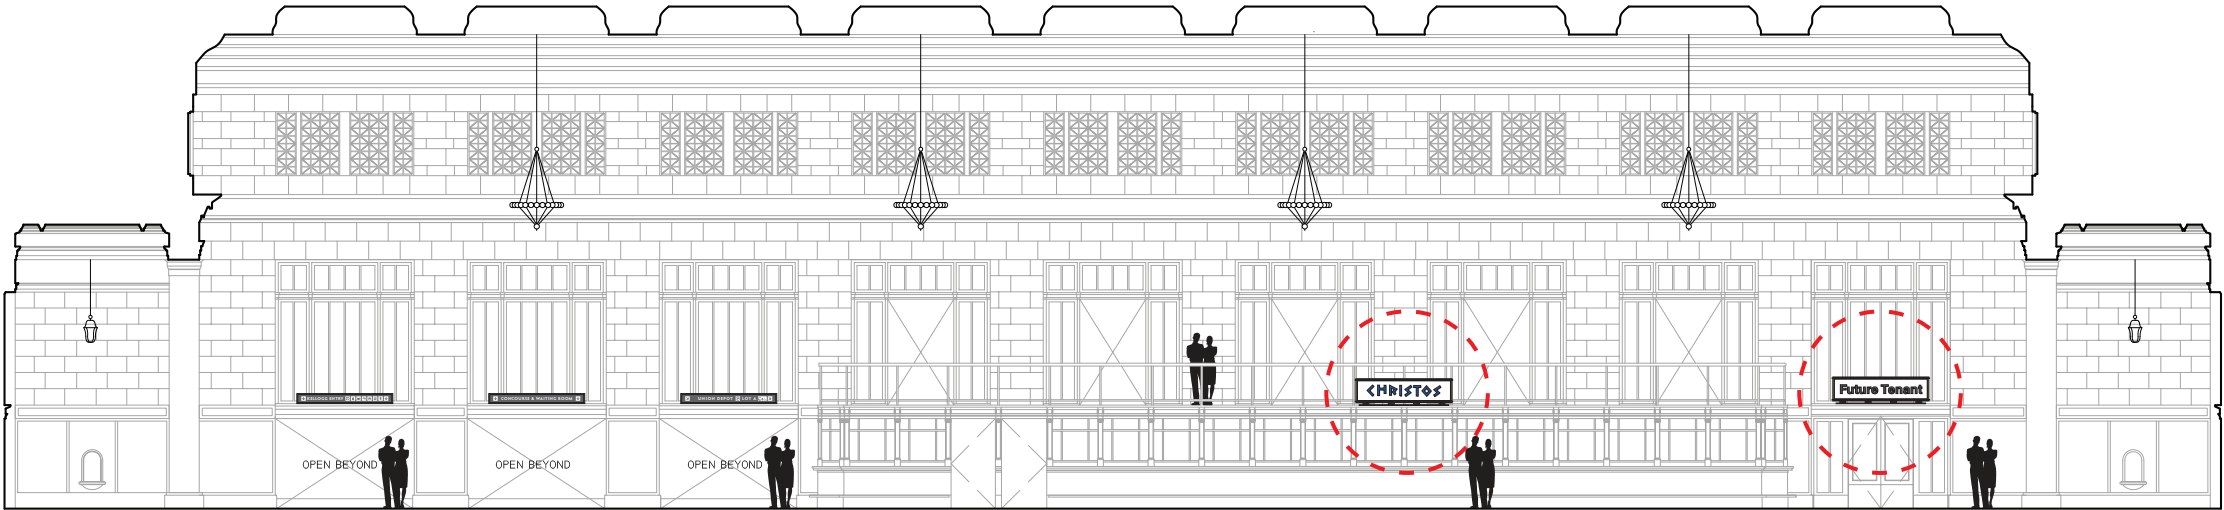 CHRISTOS
Future Tenant
KELLOGG ENTRY
CONCOURSE & WAITING ROOM
UNION DEPOT P LOT A
OPEN BEYOND
OPEN BEYOND
OPEN BEYOND